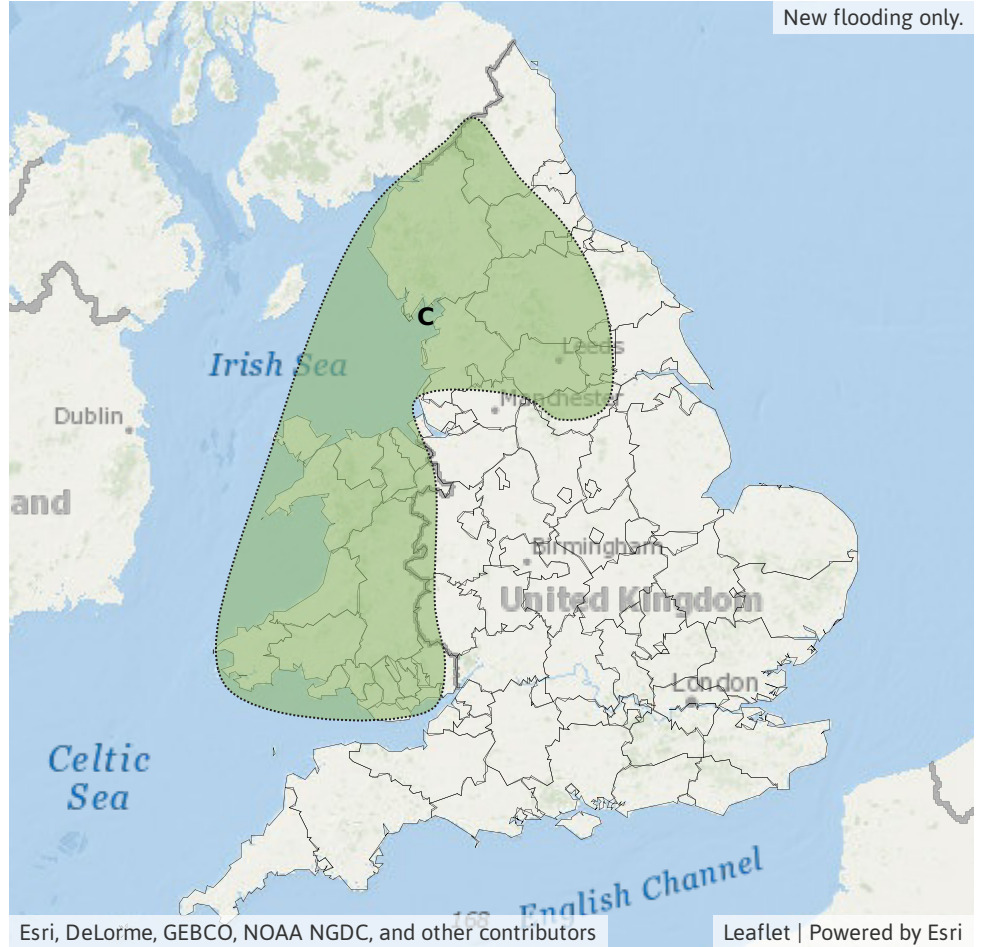 New flooding only.
C
Leeds
Irish Sea
Manchester
Dublin
and
Birmingham
United Kingdom
London
Celtic
Sea
English Channel
168
Esri, DeLorme, GEBCO, NOAA NGDC, and other contributors
Leaflet | Powered by Esri